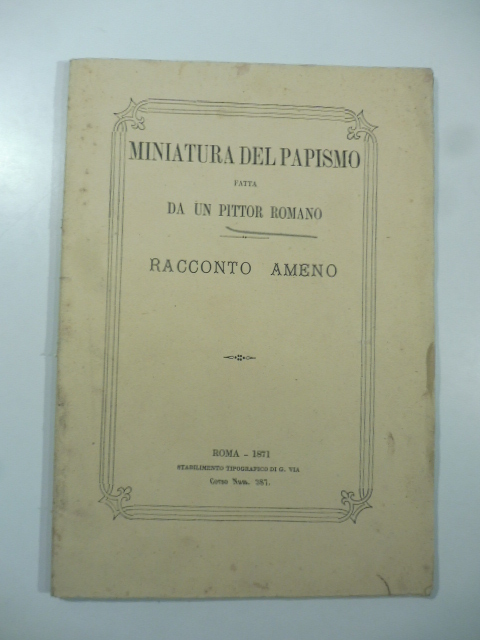 MINIATURA DEL PAPISMO
FATTA
DA UN PITTOR ROMANO
RACCONTO AMENO
ROMA - 1871
STABILIMENTO TIPOGRAFICO DI G. VIA
Corso Num. 387.